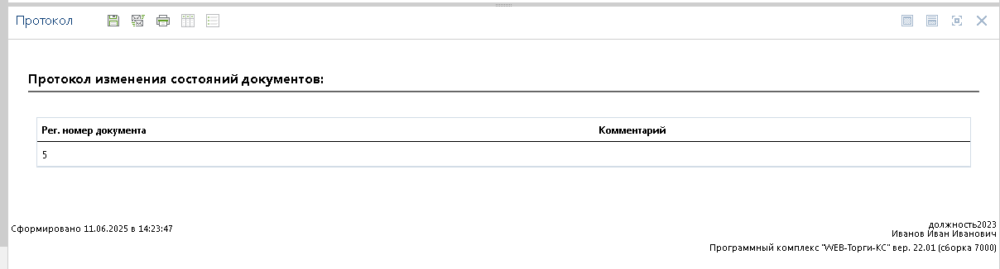 Протокол
Протокол изменения состояний документов:
Рег. номер документа Комментарий
5
Сформировано 11.06.2025 в 14:23:47
должность2023
Иванов Иван Иванович
Программный комплекс "WEB-Торги-КС" вер. 22.01 (сборка 7000)